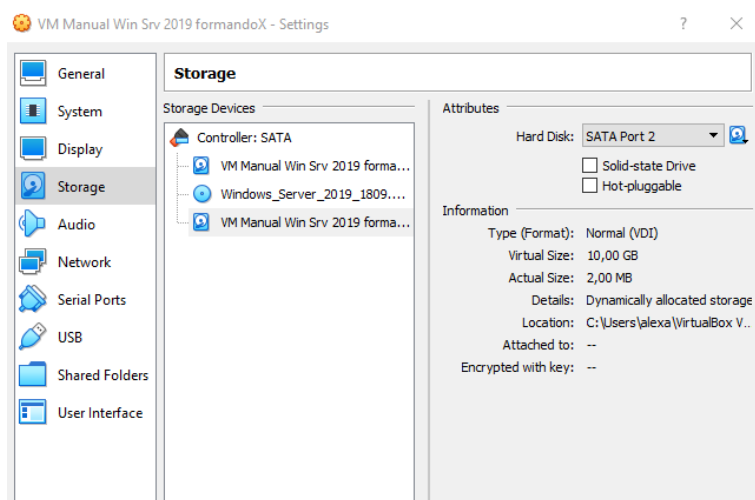 VM Manual Win Srv 2019 formandoX - Settings
?
General
System
Display
Storage
Audio
Network
Serial Ports
USB
Shared Folders
User Interface
Storage
Storage Devices
Controller: SATA
VM Manual Win Srv 2019 forma...
Windows_Server_2019_1809....
VM Manual Win Srv 2019 forma...
Attributes
Hard Disk: SATA Port 2
Solid-state Drive
Hot-pluggable
Information
Type (Format): Normal (VDI)
Virtual Size: 10,00 GB
Actual Size: 2,00 MB
Details: Dynamically allocated storage
Location: C:\Users\alexa\VirtualBox V...
Attached to: --
Encrypted with key: --